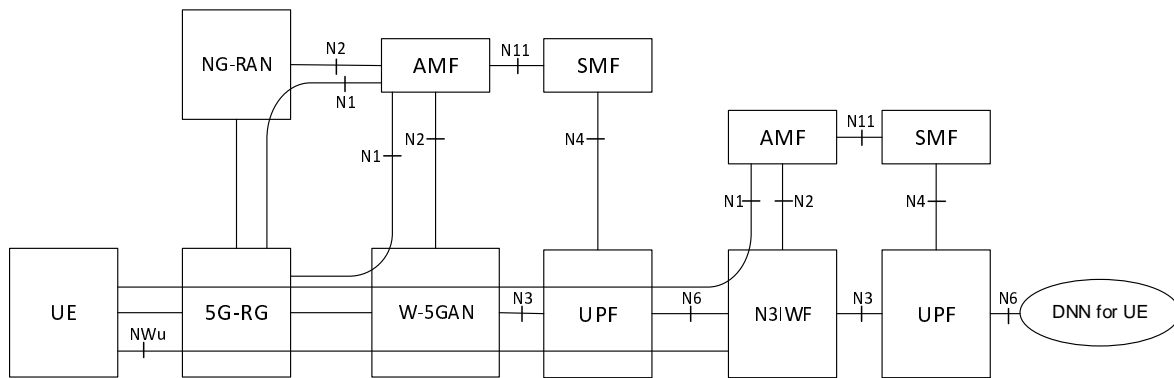 NG-RAN
N2
AMF
N11
SMF
N1
N1
N2
N4
AMF
N11
SMF
N1
N2
N4
UE
5G-RG
W-5GAN
N3
UPF
N6
N3IWF
N3
UPF
N6
DNN for UE
NWu